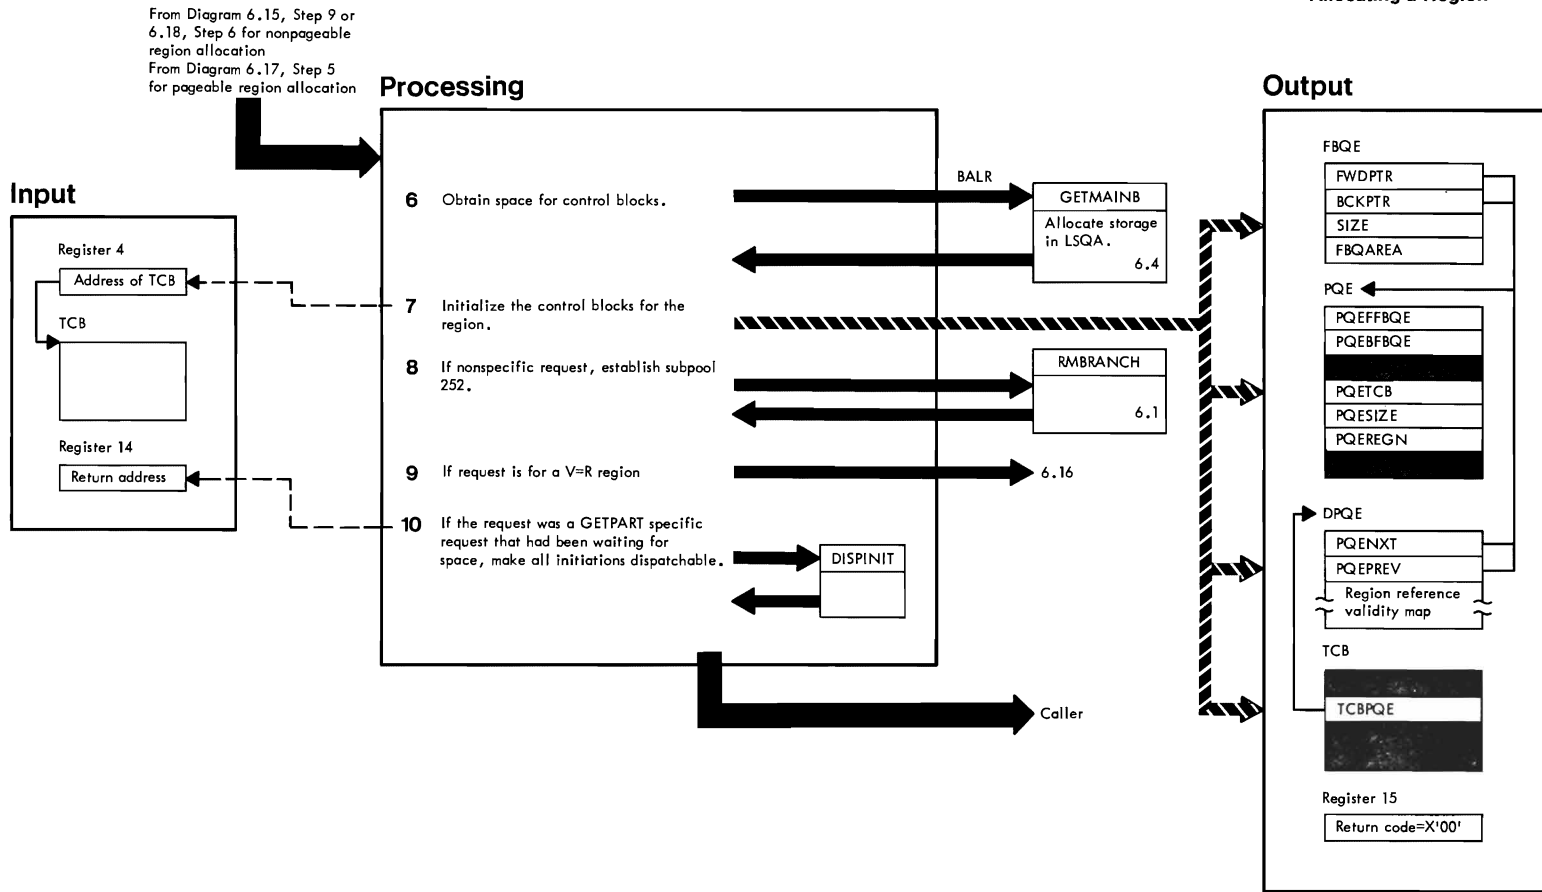 Allocating a Region
From Diagram 6.15, Step 9 or
6.18, Step 6 for nonpageable
region allocation
From Diagram 6.17, Step 5
for pageable region allocation
Input
Register 4
Address of TCB
TCB
Register 14
Return address
Processing
6 Obtain space for control blocks.
7 Initialize the control blocks for the
region.
8 If nonspecific request, establish subpool
252.
9 If request is for a V=R region
10 If the request was a GETPART specific
request that had been waiting for
space, make all initiations dispatchable.
DISPINIT
BALR
GETMAINB
Allocate storage
in LSQA.
6.4
RMBRANCH
6.1
6.16
Caller
Output
FBQE
FWDPTR
BCKPTR
SIZE
FBQAREA
PQE
PQEFFBQE
PQEBFBQE
PQETCB
PQESIZE
PQEREGN
DPQE
PQENXT
PQEPREV
Region reference
validity map
TCB
TCBPQE
Register 15
Return code=X'00'